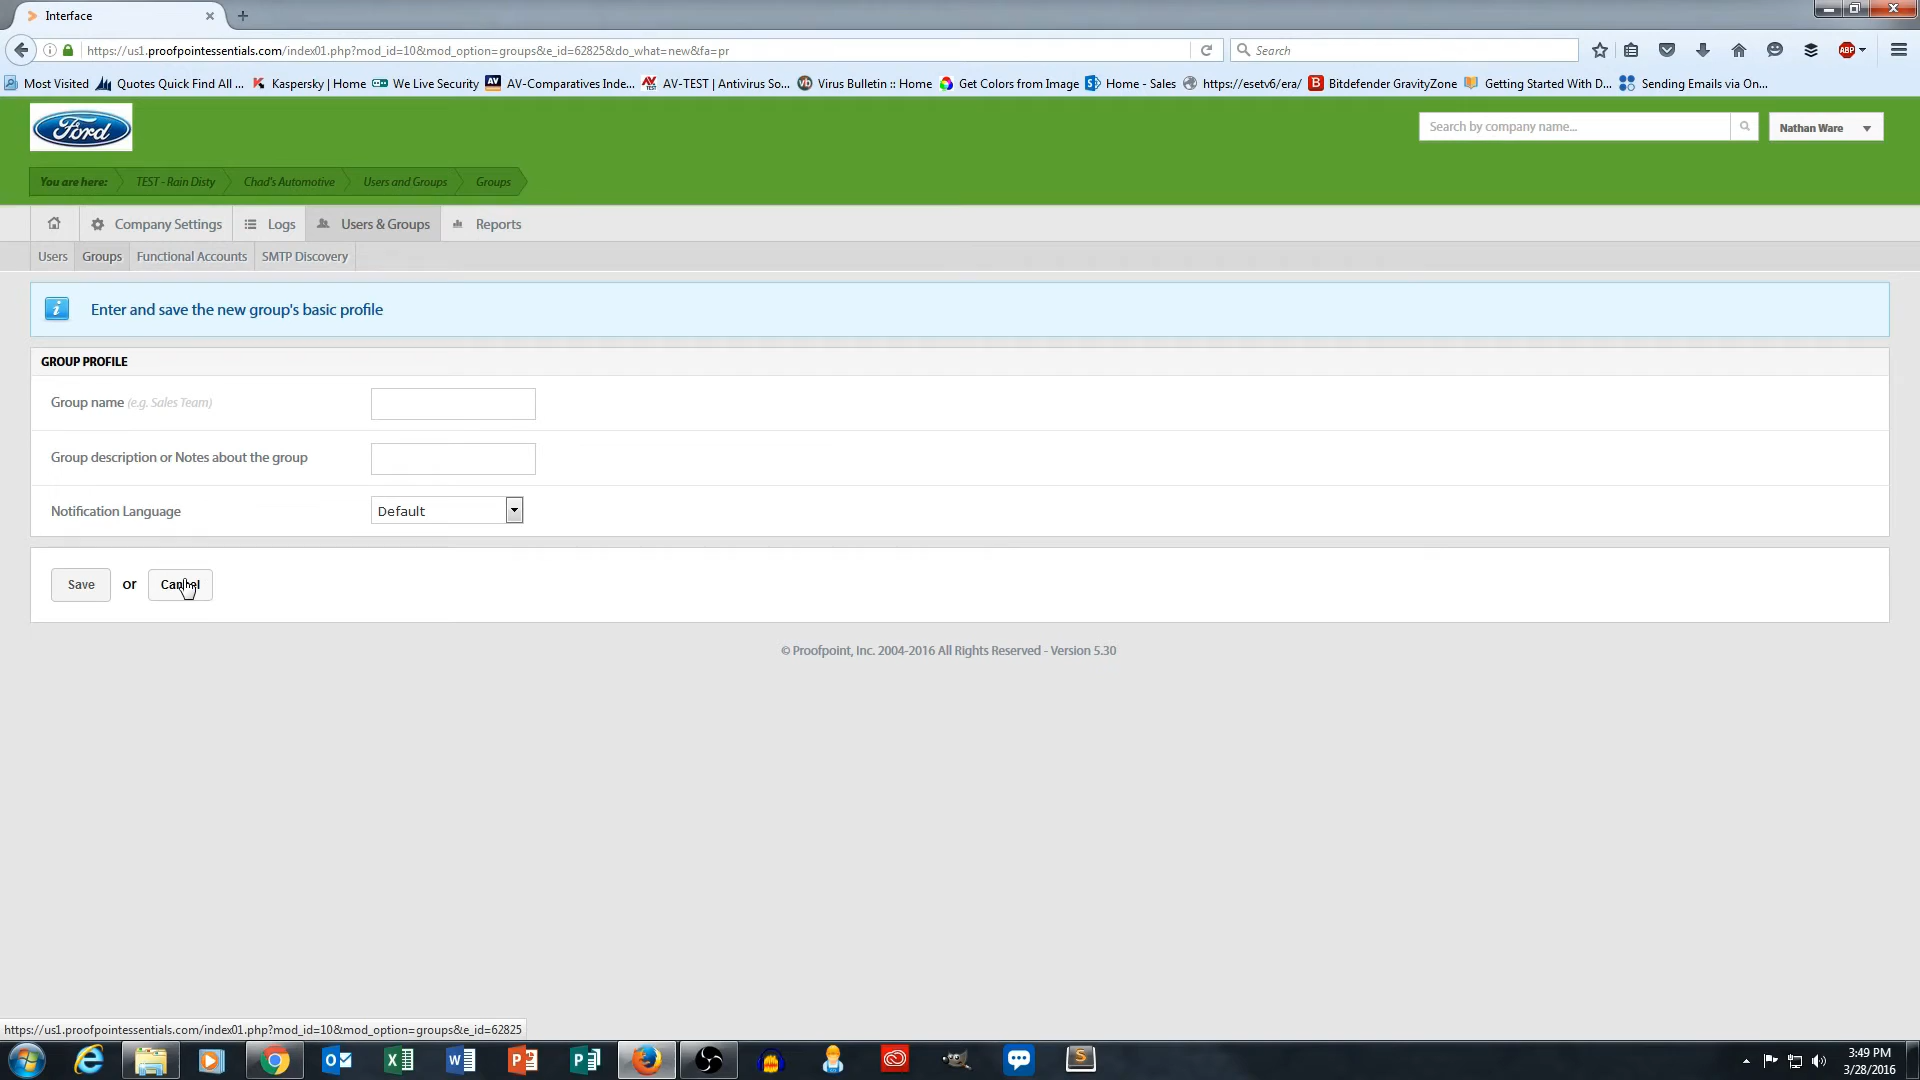 Interface
https://us1.proofpointessentials.com/index01.php?mod_id=10&mod_option=groups&e_id=62825&do_what=new&fa=pr
Search
ABP
Most Visited
Quotes Quick Find All ...
Kaspersky | Home
We Live Security
AV AV-Comparatives Inde...
AV-TEST | Antivirus So...
vb Virus Bulletin :: Home
Get Colors from Image
Home - Sales
https://esetv6/era/
B Bitdefender GravityZone
Getting Started With D...
Sending Emails via On...
Ford
Search by company name...
Nathan Ware
You are here:
TEST - Rain Disty
Chad's Automotive
Users and Groups
Groups
Company Settings
Logs
Users & Groups
Reports
Users
Groups
Functional Accounts
SMTP Discovery
i Enter and save the new group's basic profile
GROUP PROFILE
Group name (e.g. Sales Team)
Group description or Notes about the group
Notification Language
Default
Save or Cancel
© Proofpoint, Inc. 2004-2016 All Rights Reserved - Version 5.30
https://us1.proofpointessentials.com/index01.php?mod_id=10&mod_option=groups&e_id=62825
3:49 PM
3/28/2016